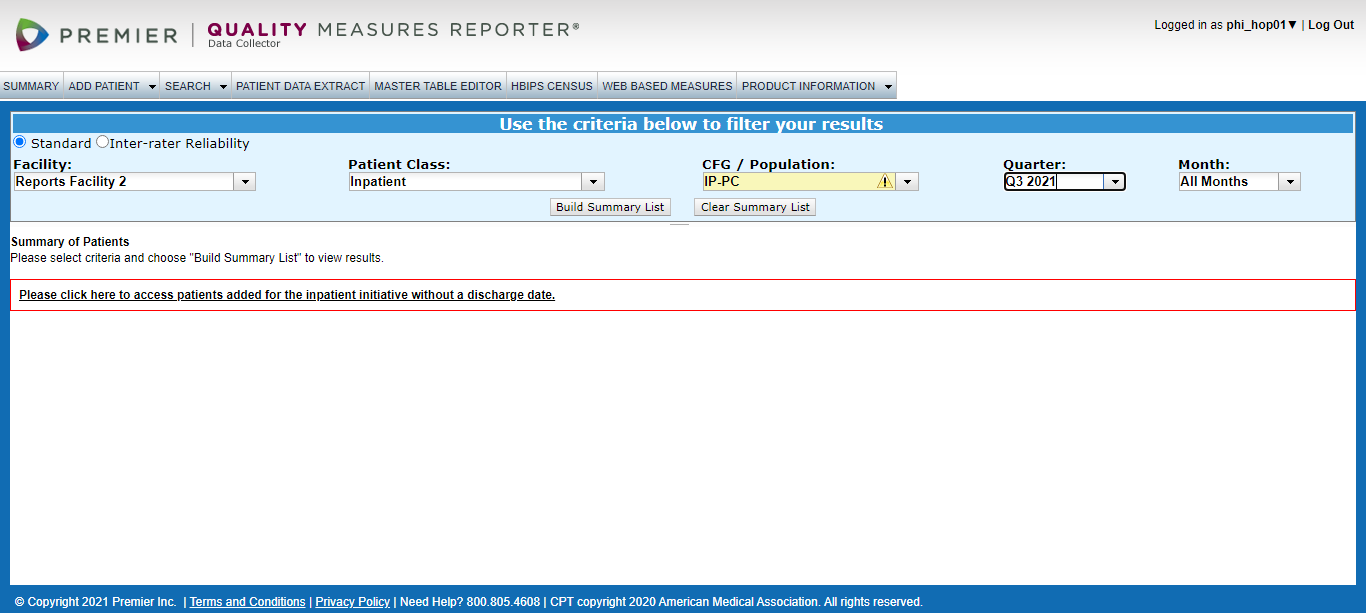 PREMIER | QUALITY MEASURES REPORTER®
Data Collector
Logged in as phi_hop01▼ | Log Out
SUMMARY ADD PATIENT SEARCH PATIENT DATA EXTRACT MASTER TABLE EDITOR HBIPS CENSUS WEB BASED MEASURES PRODUCT INFORMATION
Use the criteria below to filter your results
Standard Inter-rater Reliability
Facility: Patient Class: CFG / Population: Quarter: Month:
Reports Facility 2 Inpatient IP-PC Q3 2021 All Months
Build Summary List Clear Summary List
Summary of Patients
Please select criteria and choose "Build Summary List" to view results.
Please click here to access patients added for the inpatient initiative without a discharge date.
© Copyright 2021 Premier Inc. | Terms and Conditions | Privacy Policy | Need Help? 800.805.4608 | CPT copyright 2020 American Medical Association. All rights reserved.